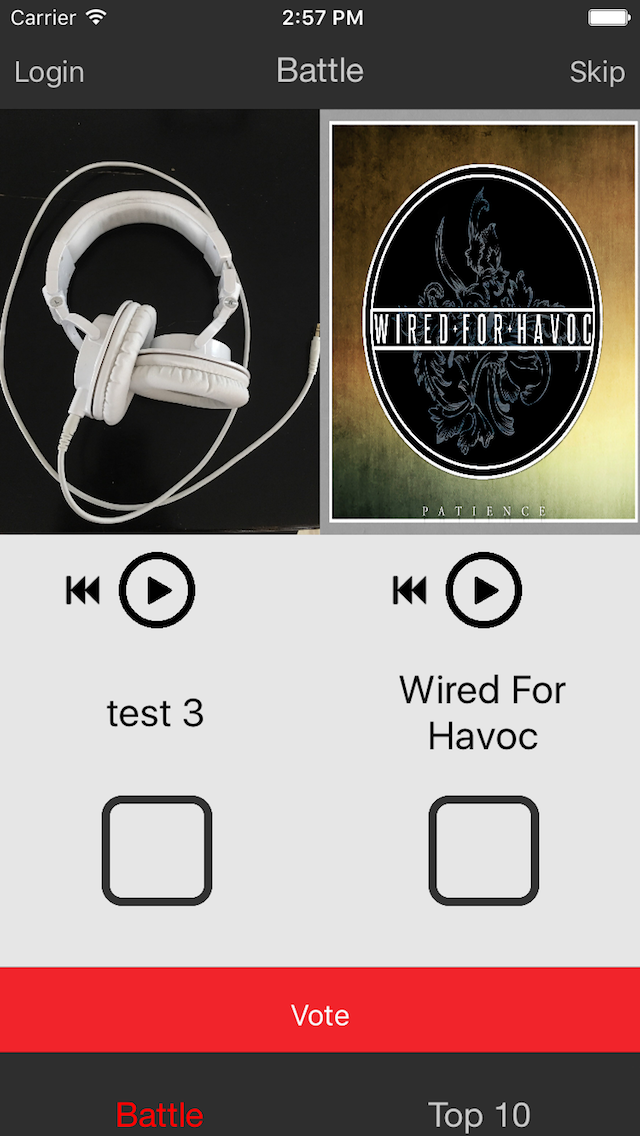 Carrier 2:57 PM
Login Battle Skip
WIRED·FOR·HAVOC
PATIENCE
test 3
Wired For
Havoc
Vote
Battle Top 10